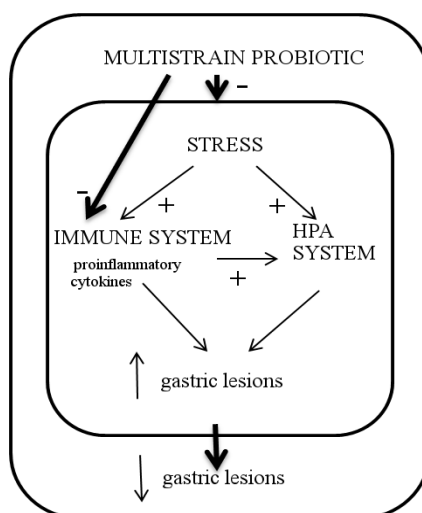 MULTISTRAIN PROBIOTIC
-
STRESS
-
+ +
IMMUNE SYSTEM
proinflammatory
cytokines
HPA
SYSTEM
+
gastric lesions
gastric lesions